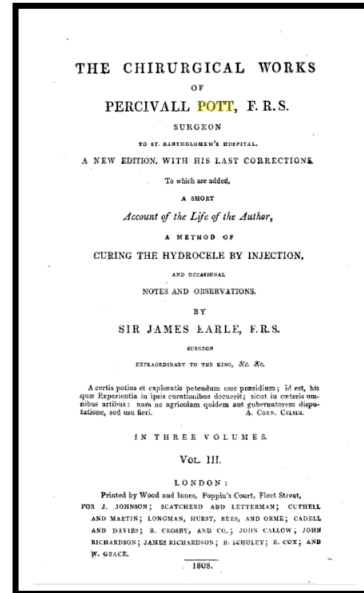 THE CHIRURGICAL WORKS
OF
PERCIVALL POTT, F. R. S.
SURGEON
TO ST. BARTHOLOMEW'S HOSPITAL.
A NEW EDITION, WITH HIS LAST CORRECTIONS.
To which are added,
A SHORT
Account of the Life of the Author,
A METHOD OF
CURING THE HYDROCELE BY INJECTION,
AND OCCASIONAL
NOTES AND OBSERVATIONS.
BY
SIR JAMES EARLE, F.R.S.
SURGEON
EXTRAORDINARY TO THE KING, &c. &c.
A certis potius et exploratis petendum esse præsidium; id est, his
quæ Experientia in ipsis curationibus docuerit; sicut in cæteris om-
nibus artibus: nam ne agricolam quidem aut gubernatorem dispu-
tatione, sed usu fieri. A. CORN. CELSUS.
IN THREE VOLUMES.
VOL. III.
LONDON:
Printed by Wood and Innes, Poppin's Court, Fleet Street,
FOR J. JOHNSON; SCATCHERD AND LETTERMAN; CUTHELL
AND MARTIN; LONGMAN, HURST, REES, AND ORME; CADELL
AND DAVIES; R. CROSBY, AND CO.; JOHN CALLOW; JOHN
RICHARDSON; JAMES RICHARDSON; B. SCHOLEY; E. COX; AND
W. GRACE.
1808.